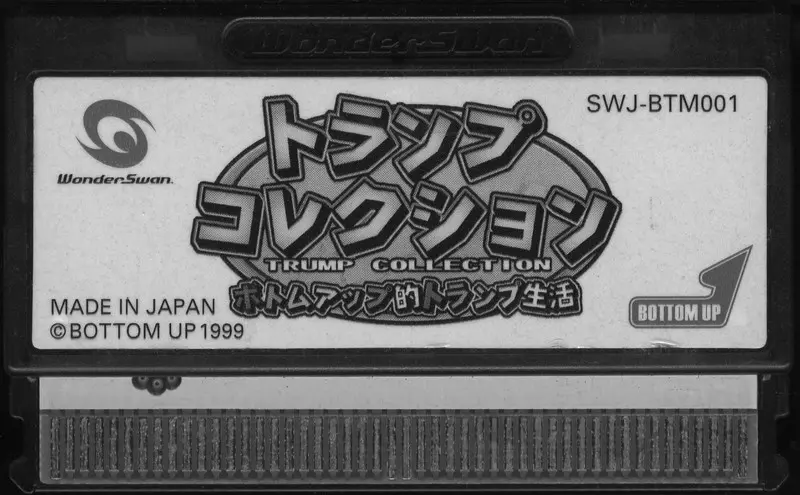 WonderSwan
SWJ-BTM001
WonderSwan.
トランプ
コレクション
TRUMP COLLECTION
ボトムアップ的トランプ生活
MADE IN JAPAN
©BOTTOM UP 1999
BOTTOM UP